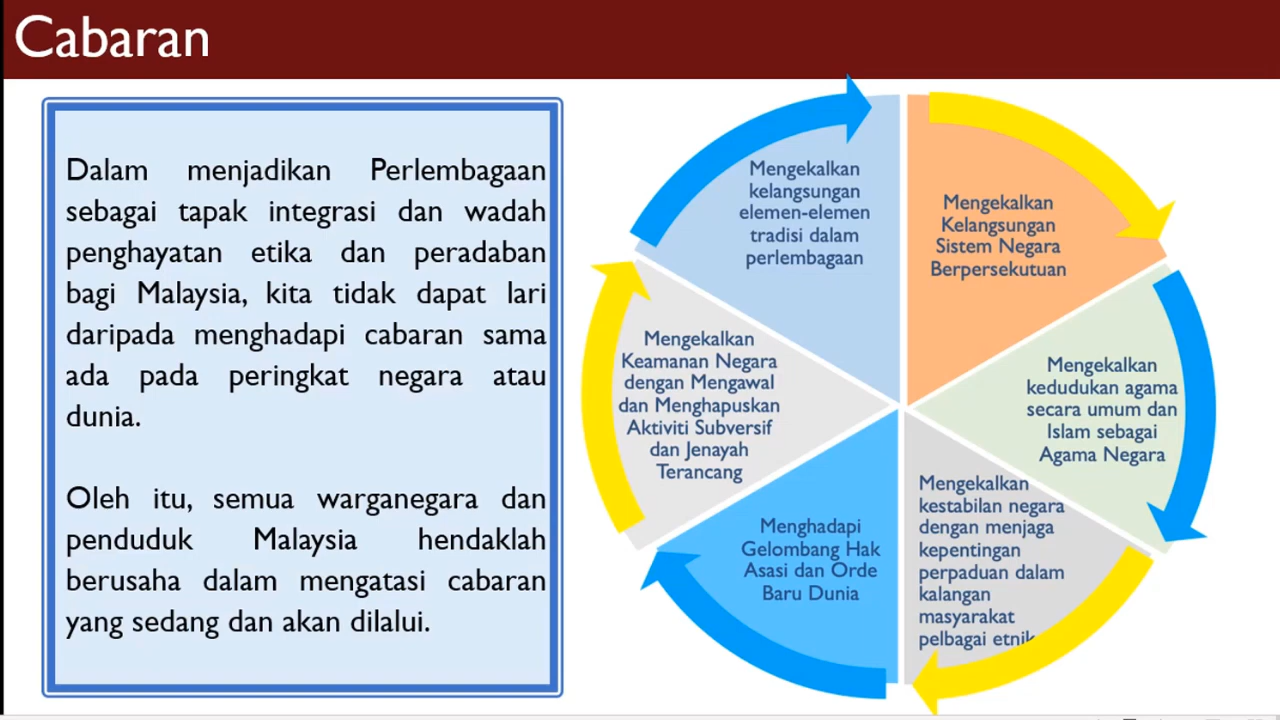 Cabaran
Dalam menjadikan Perlembagaan
sebagai tapak integrasi dan wadah
penghayatan etika dan peradaban
bagi Malaysia, kita tidak dapat lari
daripada menghadapi cabaran sama
ada pada peringkat negara atau
dunia.
Oleh itu, semua warganegara dan
penduduk Malaysia hendaklah
berusaha dalam mengatasi cabaran
yang sedang dan akan dilalui.
Mengekalkan
kelangsungan
elemen-elemen
tradisi dalam
perlembagaan
Mengekalkan
Kelangsungan
Sistem Negara
Berpersekutuan
Mengekalkan
kedudukan agama
secara umum dan
Islam sebagai
Agama Negara
Mengekalkan
kestabilan negara
dengan menjaga
kepentingan
perpaduan dalam
kalangan
masyarakat
pelbagai etnik
Menghadapi
Gelombang Hak
Asasi dan Orde
Baru Dunia
Mengekalkan
Keamanan Negara
dengan Mengawal
dan Menghapuskan
Aktiviti Subversif
dan Jenayah
Terancang